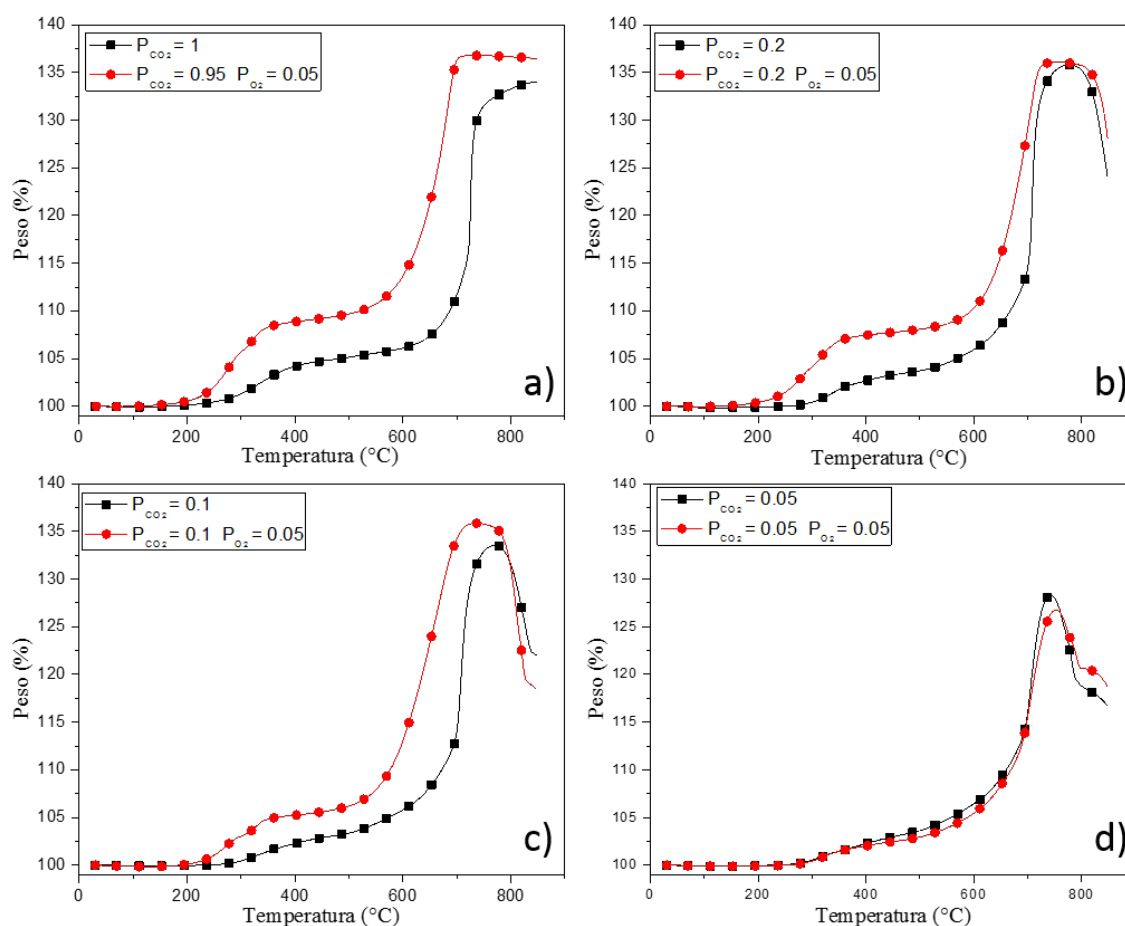 140
135
130
125
120
115
110
105
100
Peso (%)
P_CO₂ = 1
P_CO₂ = 0.95 P_O₂ = 0.05
a)
0 200 400 600 800
Temperatura (°C)
140
135
130
125
120
115
110
105
100
Peso (%)
P_CO₂ = 0.2
P_CO₂ = 0.2 P_O₂ = 0.05
b)
0 200 400 600 800
Temperatura (°C)
140
135
130
125
120
115
110
105
100
Peso (%)
P_CO₂ = 0.1
P_CO₂ = 0.1 P_O₂ = 0.05
c)
0 200 400 600 800
Temperatura (°C)
140
135
130
125
120
115
110
105
100
Peso (%)
P_CO₂ = 0.05
P_CO₂ = 0.05 P_O₂ = 0.05
d)
0 200 400 600 800
Temperatura (°C)